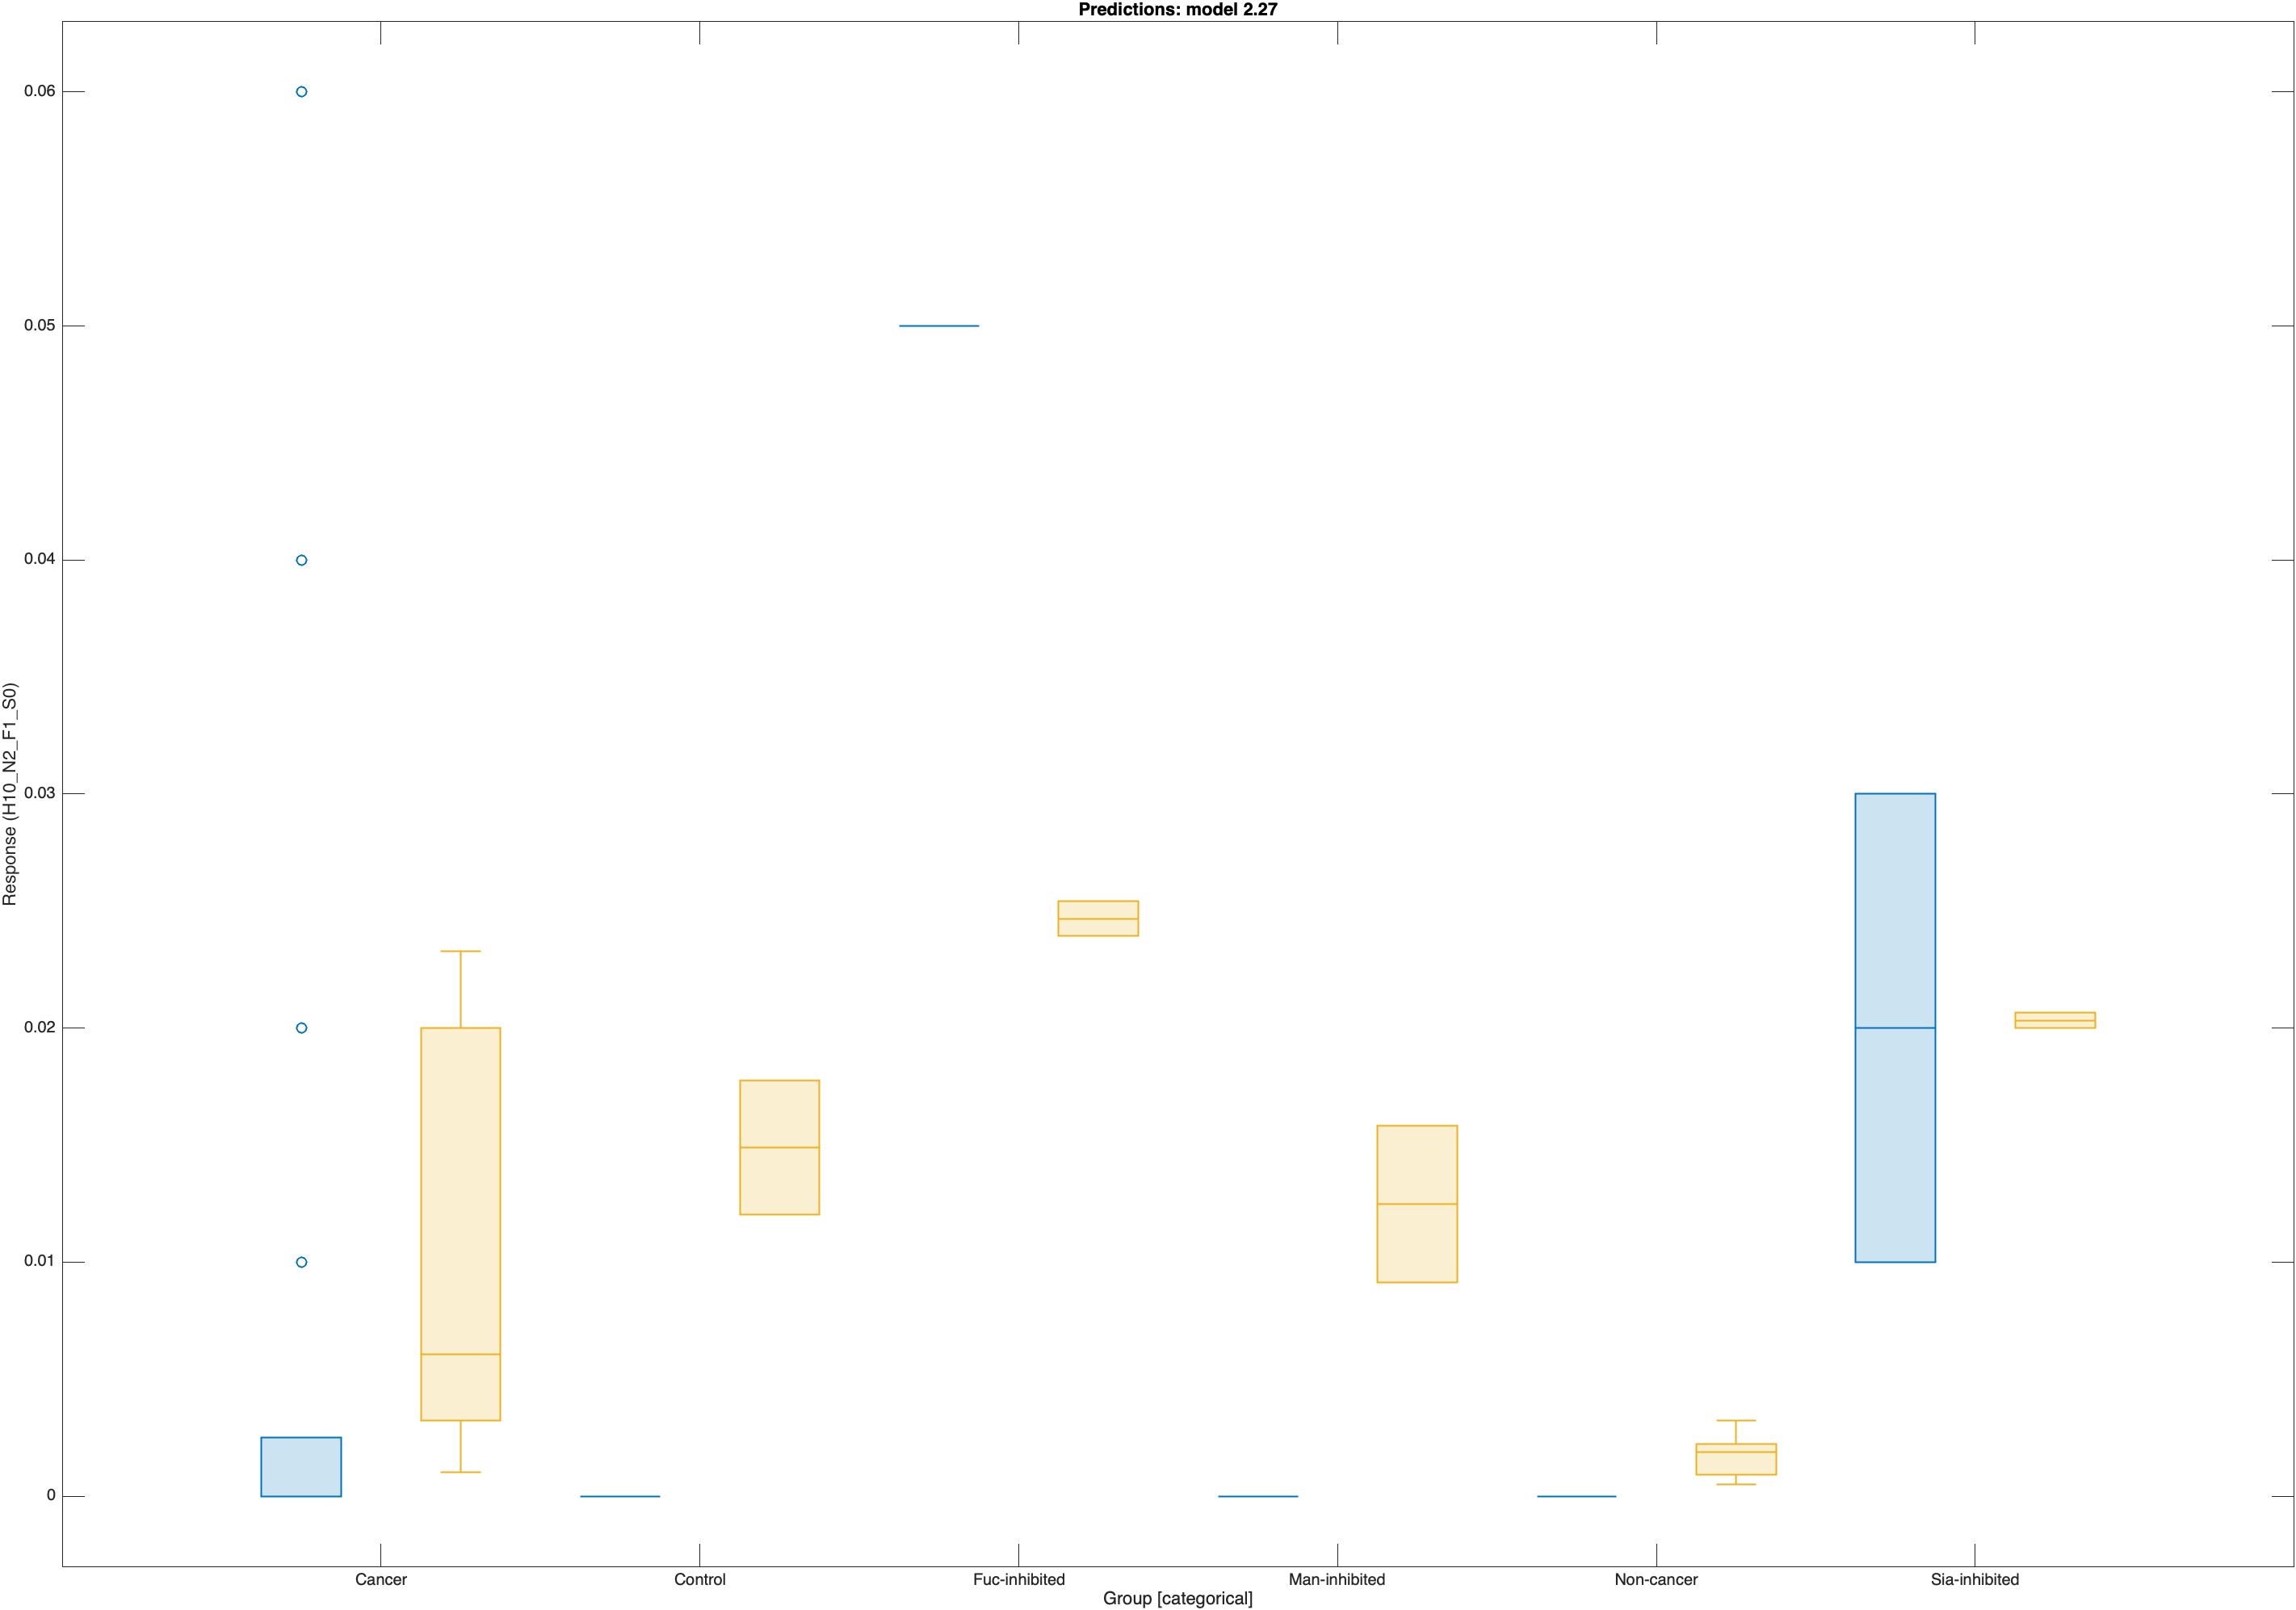 Predictions: model 2.27
0.06
0.05
0.04
0.03
0.02
0.01
0
Response (H10_N2_F1_S0)
Cancer Control Fuc-inhibited Man-inhibited Non-cancer Sia-inhibited
Group [categorical]